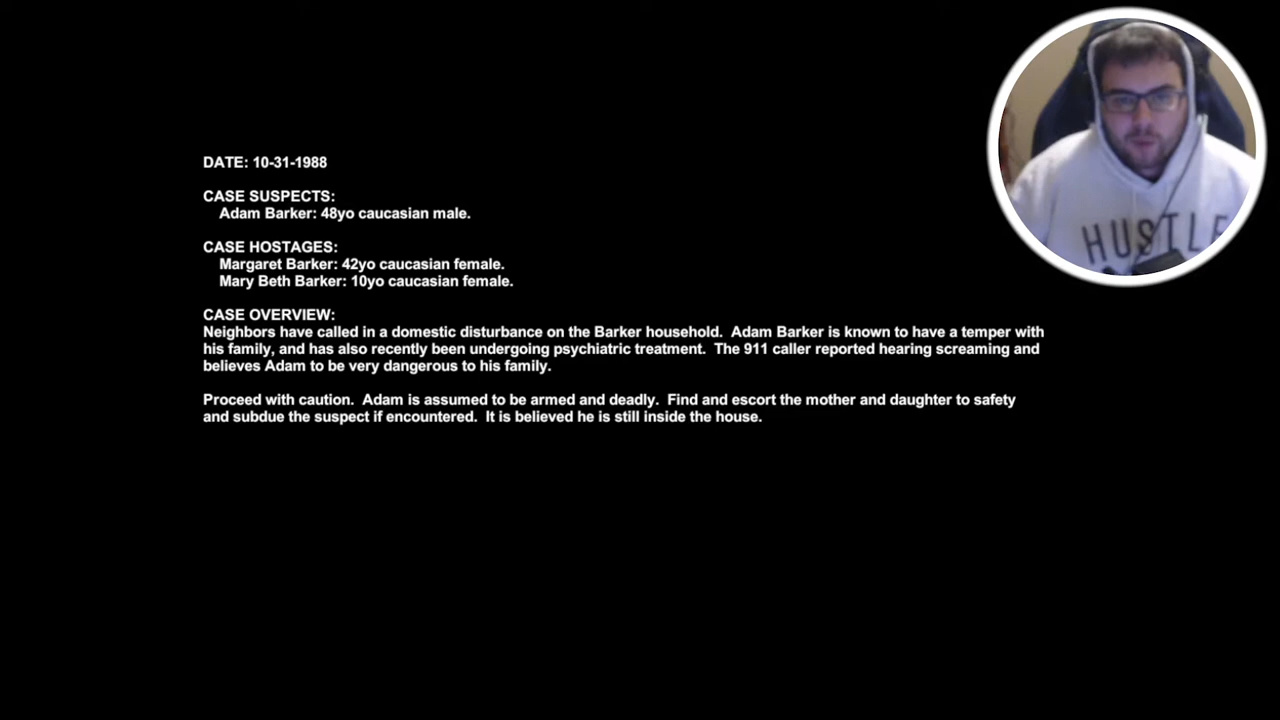 DATE: 10-31-1988
CASE SUSPECTS:
Adam Barker: 48yo caucasian male.
CASE HOSTAGES:
Margaret Barker: 42yo caucasian female.
Mary Beth Barker: 10yo caucasian female.
CASE OVERVIEW:
Neighbors have called in a domestic disturbance on the Barker household. Adam Barker is known to have a temper with
his family, and has also recently been undergoing psychiatric treatment. The 911 caller reported hearing screaming and
believes Adam to be very dangerous to his family.
Proceed with caution. Adam is assumed to be armed and deadly. Find and escort the mother and daughter to safety
and subdue the suspect if encountered. It is believed he is still inside the house.
HUSTLE